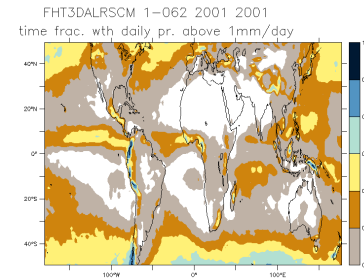 FHT3DALRSCM 1-062 2001 2001
time frac. wth daily pr. above 1mm/day
40°N
20°N
0°
20°S
40°S
100°W 0° 100°E